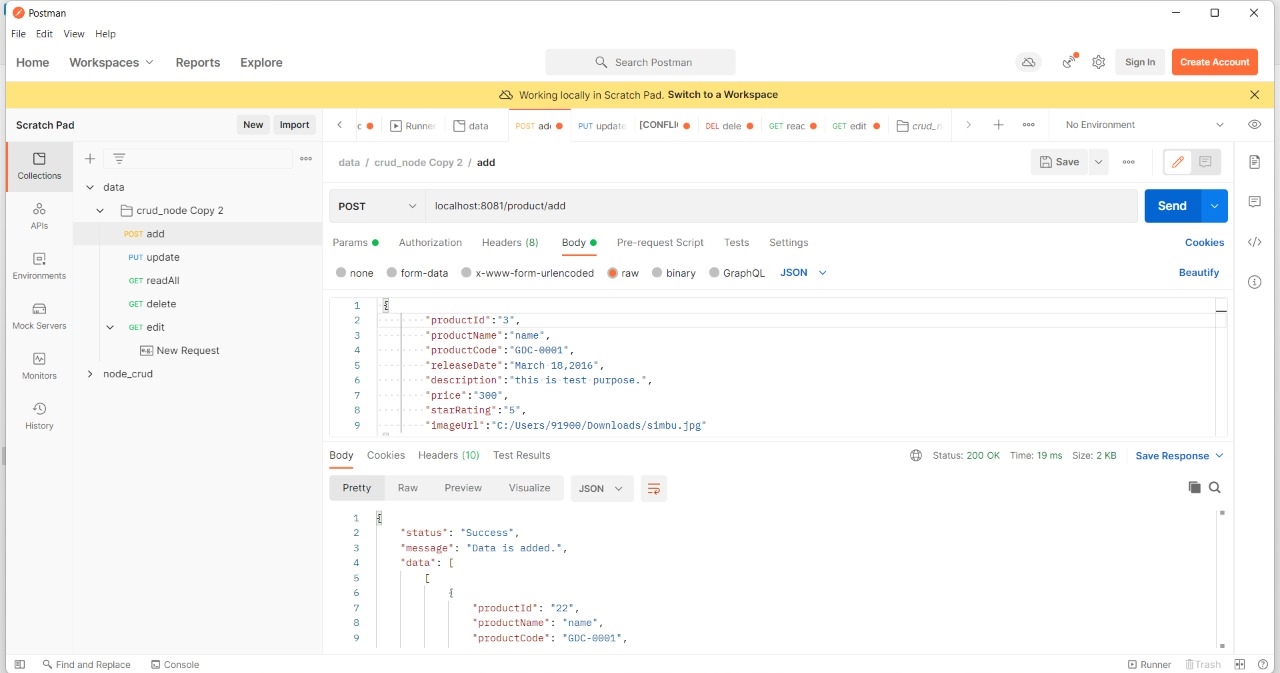 Postman
File Edit View Help
Home Workspaces Reports Explore Search Postman Sign In Create Account
Working locally in Scratch Pad. Switch to a Workspace
Scratch Pad New Import
Runner data POST update [CONFLI DEL dele GET reac GET edit No Environment
Collections
APIs
Environments
Mock Servers
Monitors
History
data
crud_node Copy 2
POST add
PUT update
GET readAll
GET delete
GET edit
e.g. New Request
node_crud
data / crud_node Copy 2 / add Save
POST localhost:8081/product/add Send
Params Authorization Headers (8) Body Pre-request Script Tests Settings Cookies
none form-data x-www-form-urlencoded raw binary GraphQL JSON Beautify
1 {
2 "productId":"3",
3 "productName":"name",
4 "productCode":"GDC-0001",
5 "releaseDate":"March 18,2016",
6 "description":"this is test purpose.",
7 "price":"300",
8 "starRating":"5",
9 "imageUrl":"C:/Users/91900/Downloads/simbu.jpg"
Body Cookies Headers (10) Test Results Status: 200 OK Time: 19 ms Size: 2 KB Save Response
Pretty Raw Preview Visualize JSON
1 {
2 "status": "Success",
3 "message": "Data is added.",
4 "data": [
5 [
6 {
7 "productId": "22",
8 "productName": "name",
9 "productCode": "GDC-0001",
Find and Replace Console Runner Trash